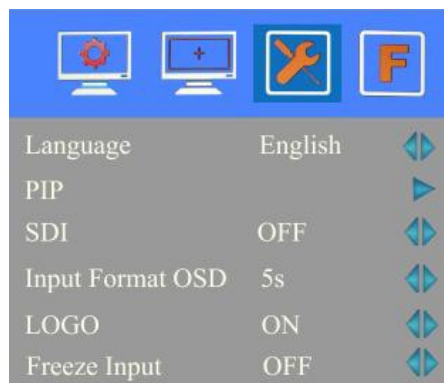 F
Language English
PIP
SDI OFF
Input Format OSD 5s
LOGO ON
Freeze Input OFF